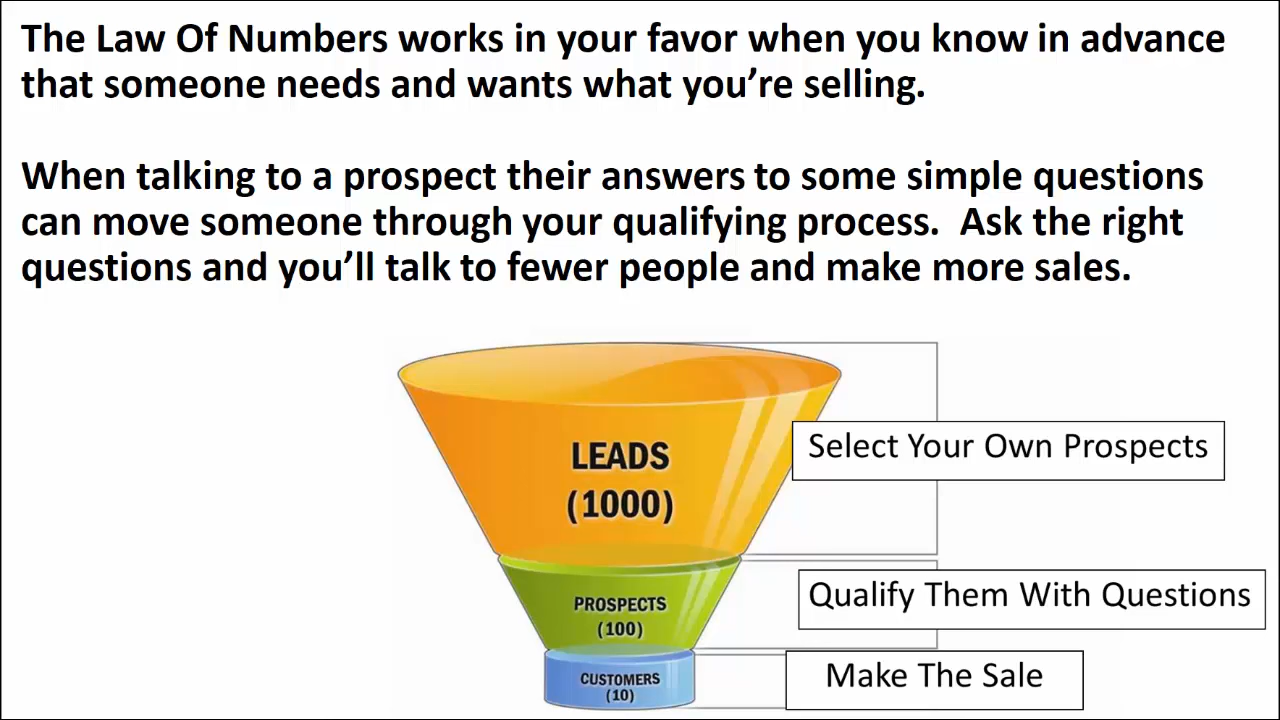 The Law Of Numbers works in your favor when you know in advance
that someone needs and wants what you're selling.
When talking to a prospect their answers to some simple questions
can move someone through your qualifying process.  Ask the right
questions and you'll talk to fewer people and make more sales.
LEADS
(1000)
Select Your Own Prospects
PROSPECTS
(100)
Qualify Them With Questions
CUSTOMERS
(10)
Make The Sale